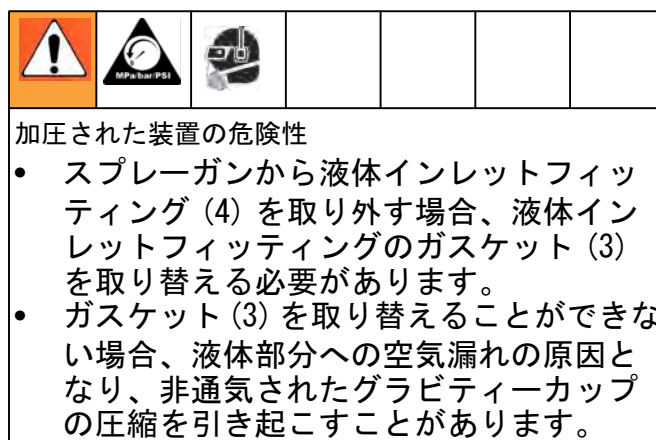 MPa/bar/PSI
加圧された装置の危険性
• スプレーガンから液体インレットフィッ
ティング (4) を取り外す場合、液体イン
レットフィッティングのガスケット (3)
を取り替える必要があります。
• ガスケット (3) を取り替えることができな
い場合、液体部分への空気漏れの原因と
なり、非通気されたグラビティーカップ
の圧縮を引き起こすことがあります。